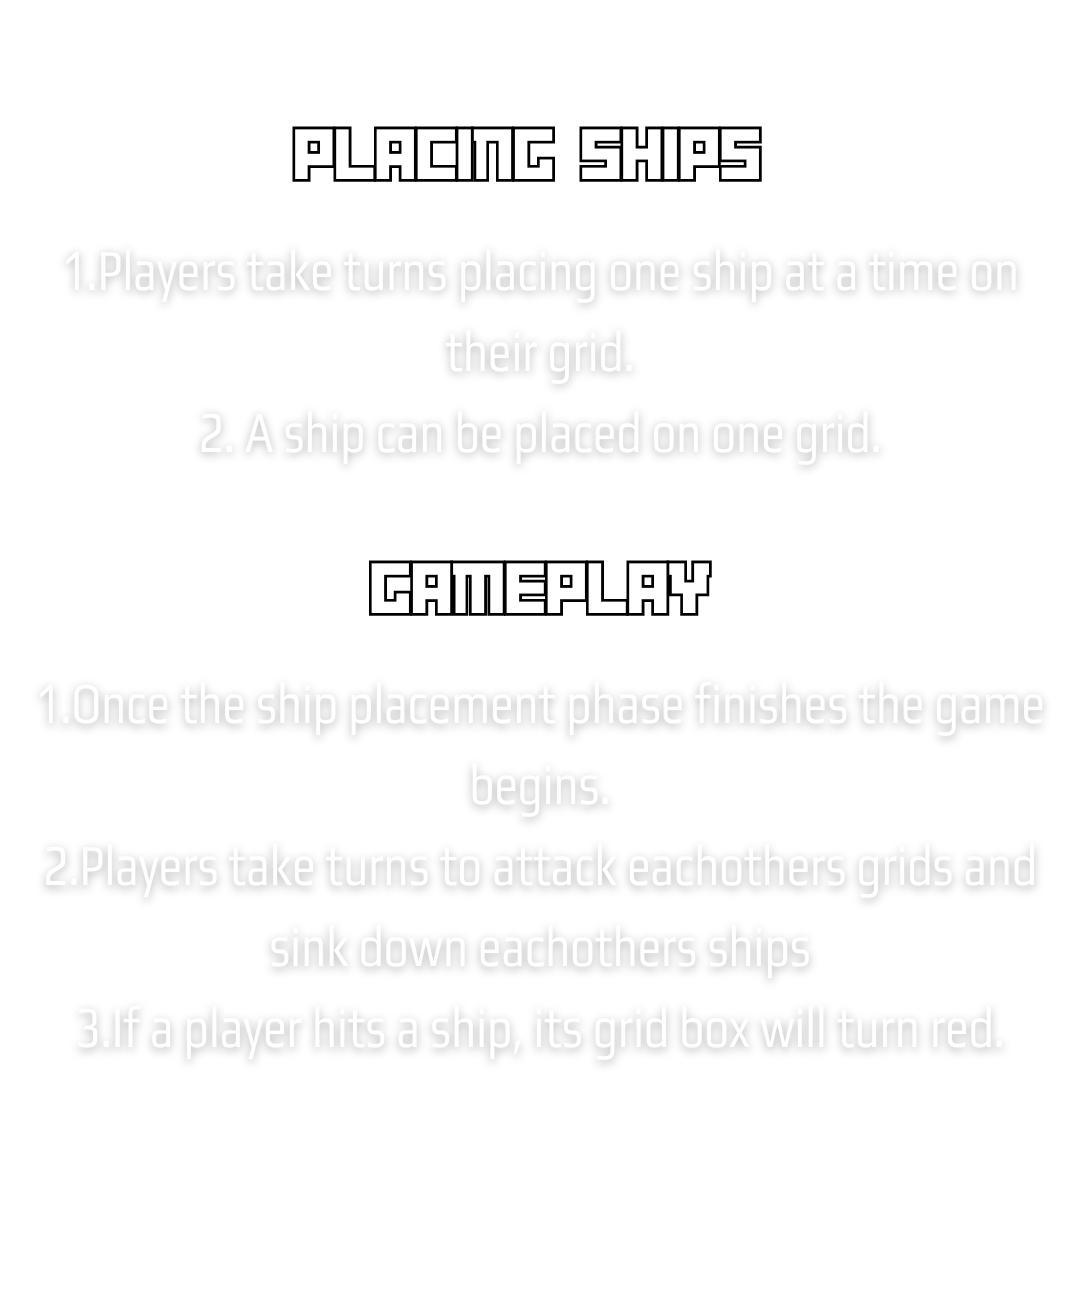 PLACING SHIPS
1.Players take turns placing one ship at a time on
their grid.
2. A ship can be placed on one grid.
GAMEPLAY
1.Once the ship placement phase finishes the game
begins.
2.Players take turns to attack eachothers grids and
sink down eachothers ships
3.If a player hits a ship, its grid box will turn red.